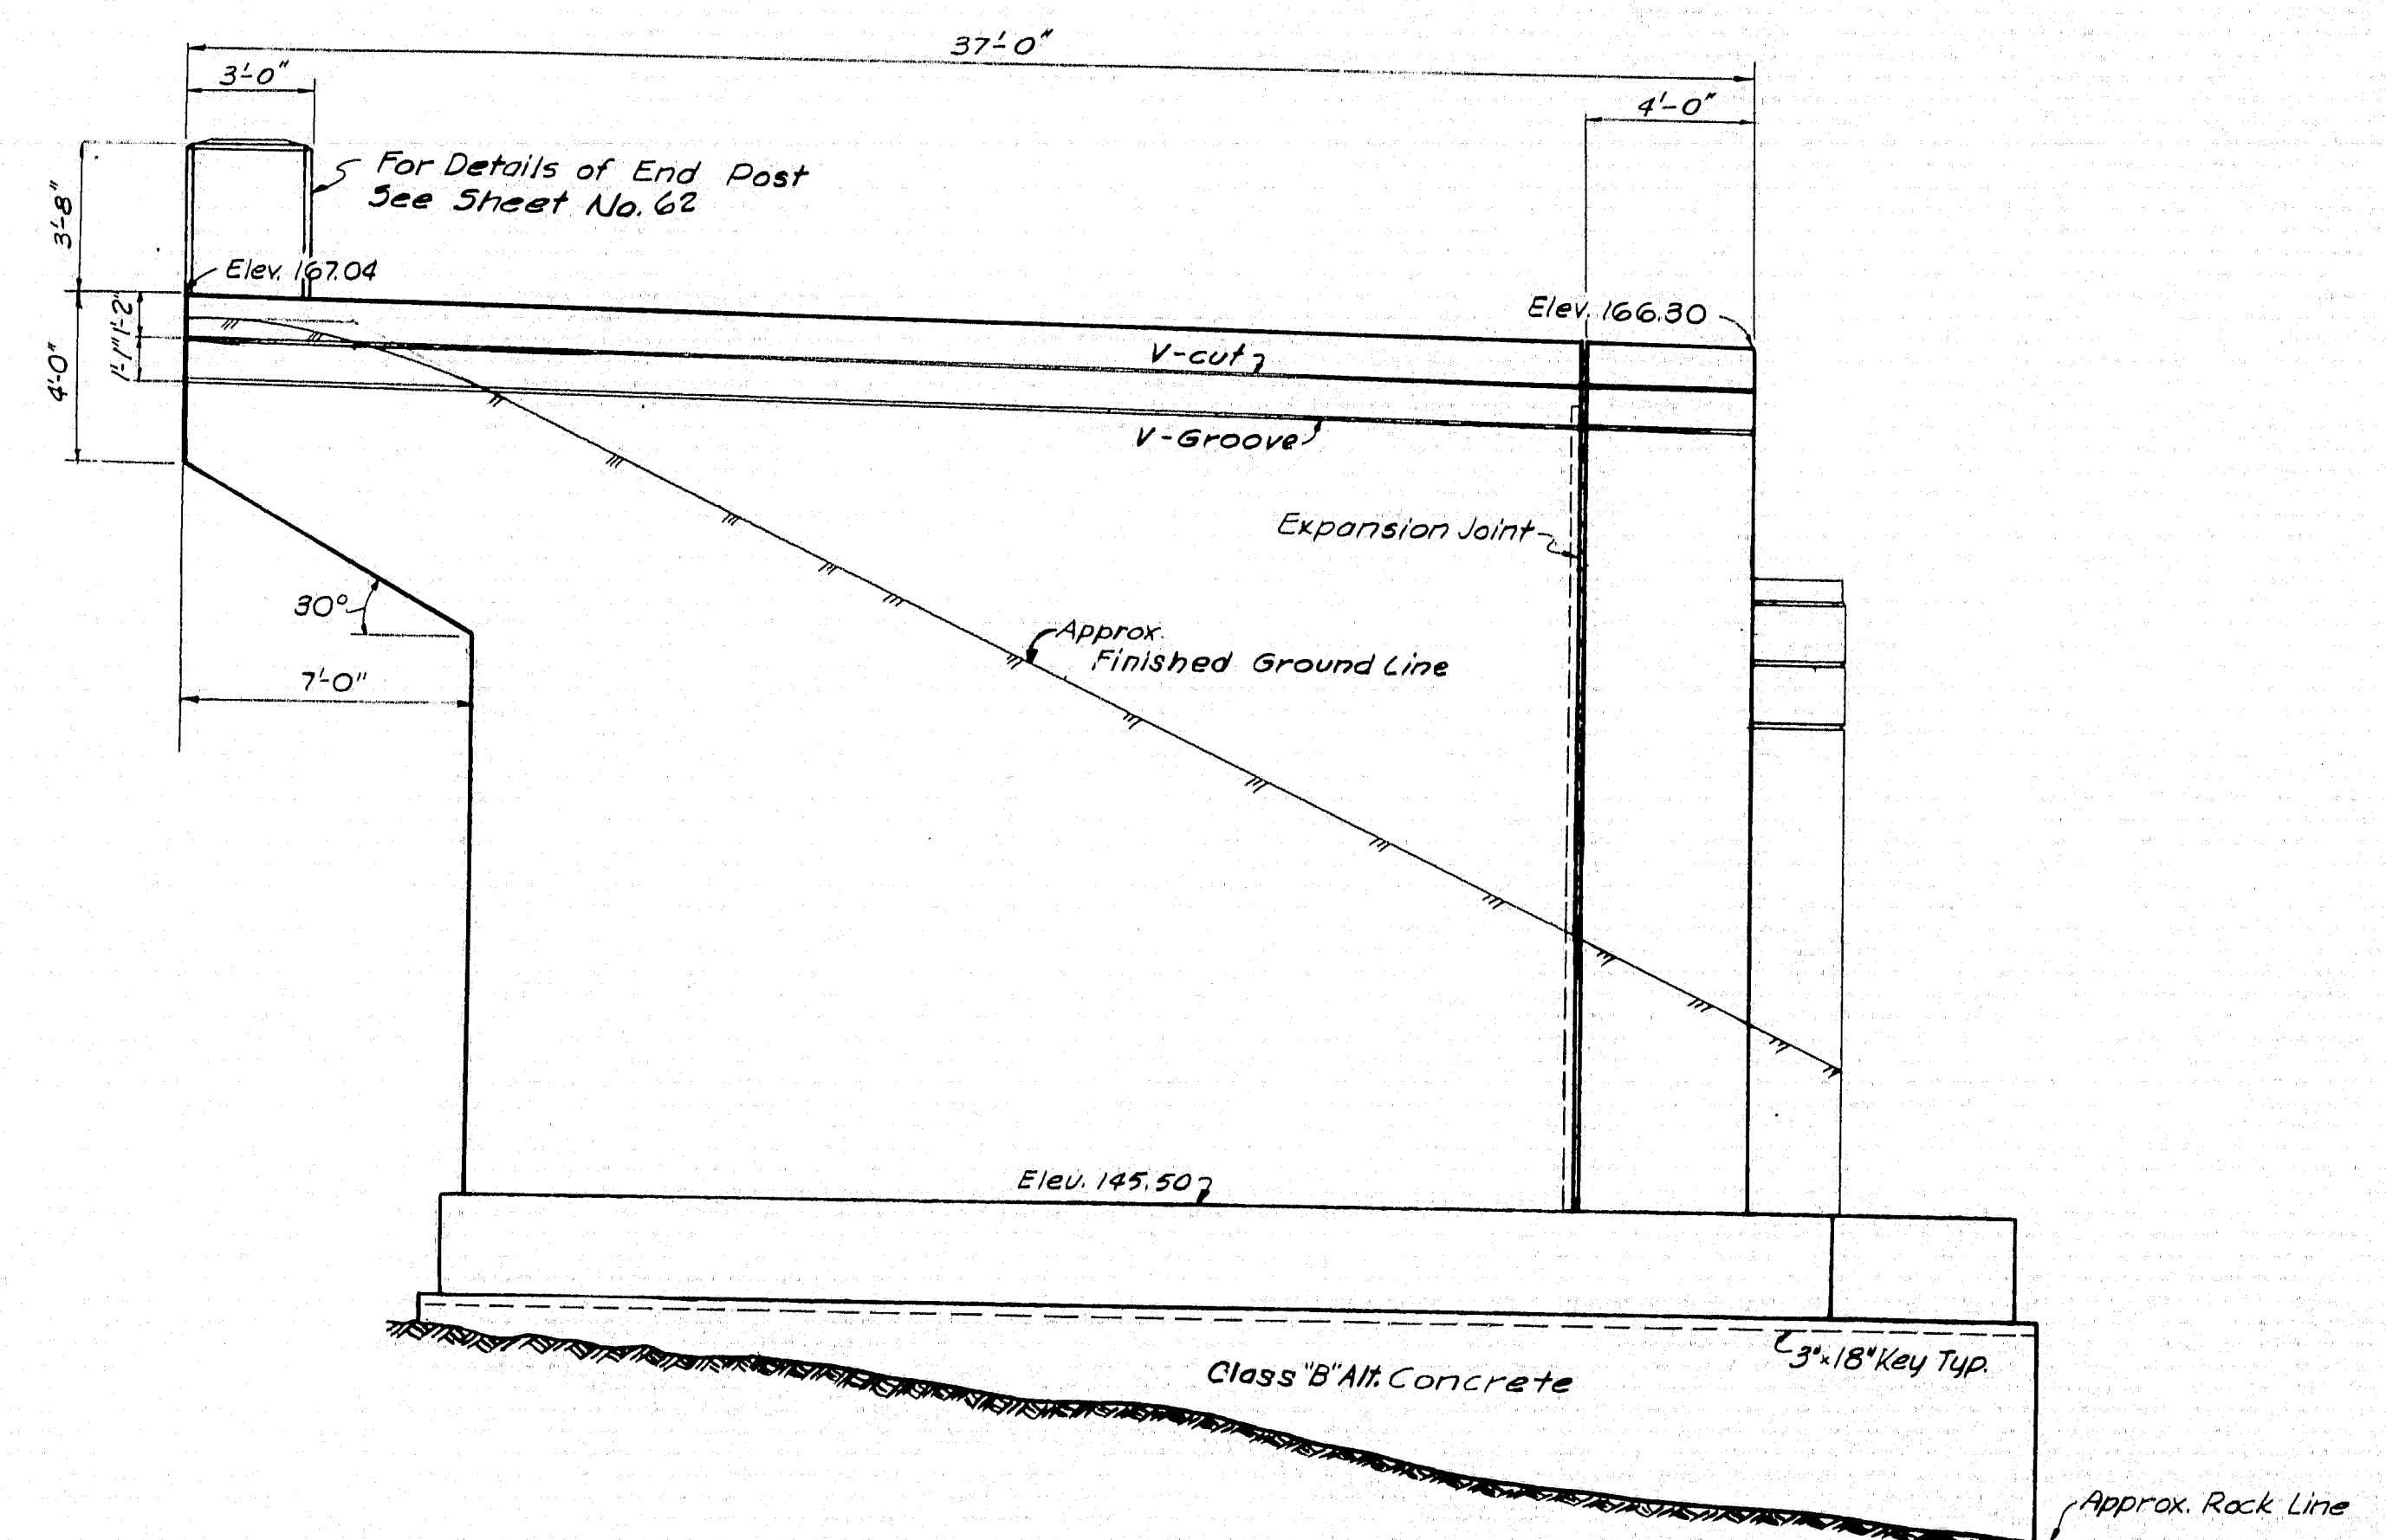 37'-0"
3'-0"
4'-0"
For Details of End Post
See Sheet No. 62
3'-8"
Elev. 167.04
Elev. 166.30
1'-2"
1'-1"
4'-0"
V-cut
V-Groove
Expansion Joint
30°
Approx.
Finished Ground Line
7'-0"
Elev. 145.50
3"x18" Key Typ.
Class "B" Alt. Concrete
Approx. Rock Line